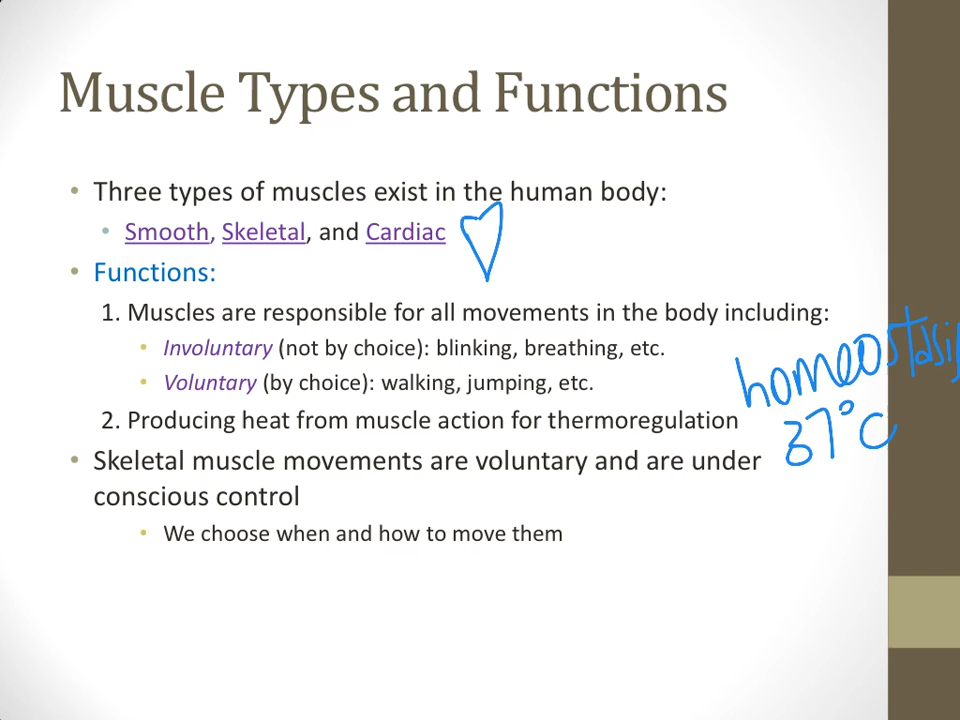 Muscle Types and Functions
• Three types of muscles exist in the human body:
• Smooth, Skeletal, and Cardiac
• Functions:
1. Muscles are responsible for all movements in the body including:
• Involuntary (not by choice): blinking, breathing, etc.
• Voluntary (by choice): walking, jumping, etc.
homeostasis
2. Producing heat from muscle action for thermoregulation
37°C
• Skeletal muscle movements are voluntary and are under
conscious control
• We choose when and how to move them